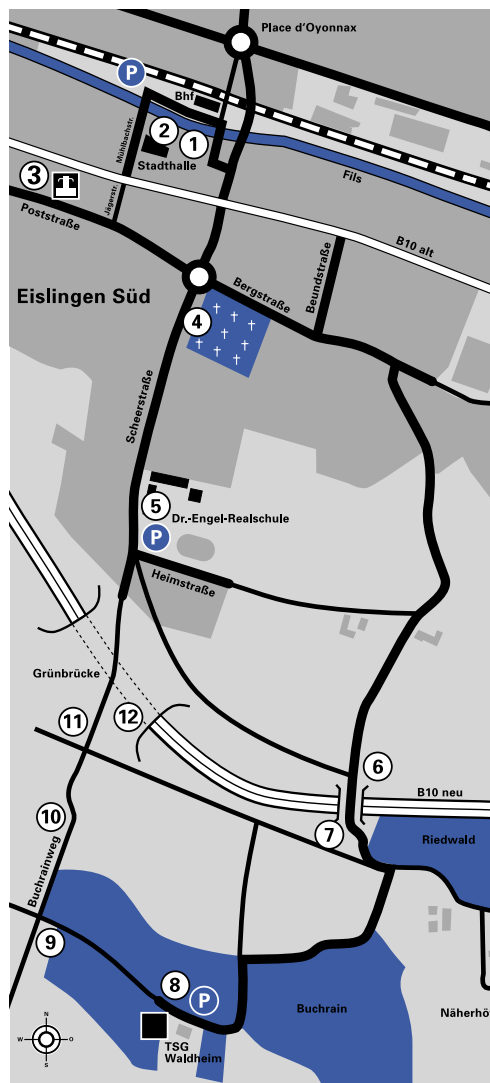 Place d'Oyonnax
P
Bhf
Mühlbachstr.
2
1
Stadthalle
3
Fils
Jägerstr.
Poststraße
B10 alt
Beundstraße
Bergstraße
Eislingen Süd
4
Scheerstraße
5
Dr.-Engel-Realschule
P
Heimstraße
Grünbrücke
12
11
6
B10 neu
10
7
Riedwald
Buchrainweg
9
8
P
Buchrain
Näherhö
N
W
O
S
TSG
Waldheim